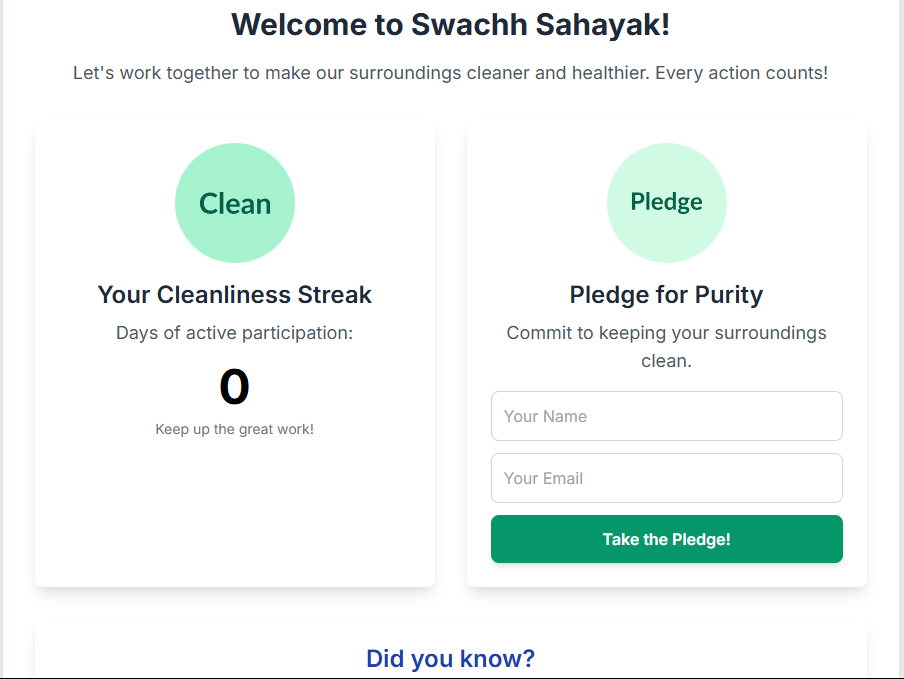 Welcome to Swachh Sahayak!
Let's work together to make our surroundings cleaner and healthier. Every action counts!
Clean
Your Cleanliness Streak
Days of active participation:
0
Keep up the great work!
Pledge
Pledge for Purity
Commit to keeping your surroundings
clean.
Your Name
Your Email
Take the Pledge!
Did you know?